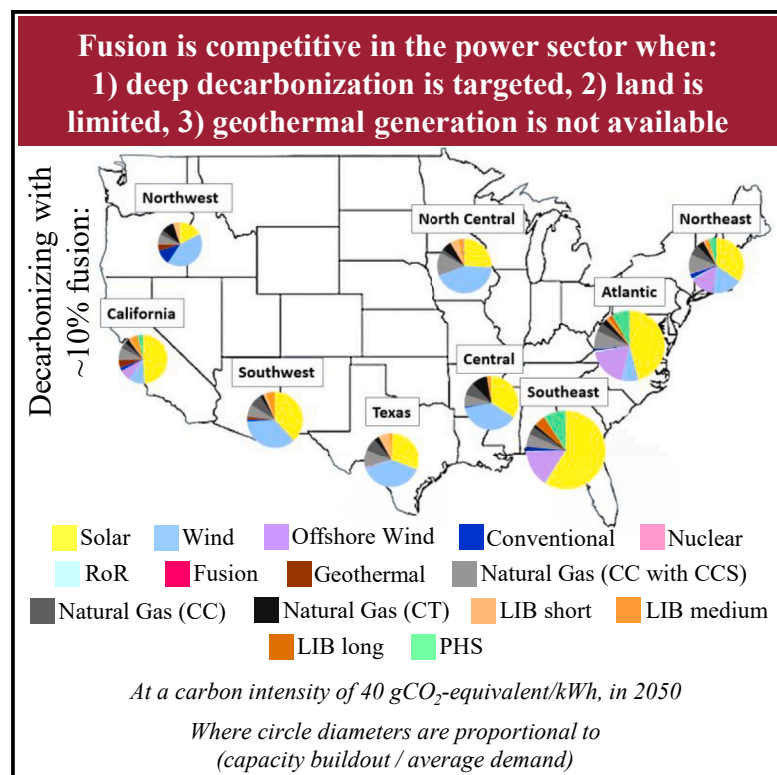 Fusion is competitive in the power sector when:
1) deep decarbonization is targeted, 2) land is
limited, 3) geothermal generation is not available
Decarbonizing with
~10% fusion:
Northwest
North Central
Northeast
Atlantic
California
Southwest
Central
Southeast
Texas
Solar Wind Offshore Wind Conventional Nuclear
RoR Fusion Geothermal Natural Gas (CC with CCS)
Natural Gas (CC) Natural Gas (CT) LIB short LIB medium
LIB long PHS
At a carbon intensity of 40 gCO₂-equivalent/kWh, in 2050
Where circle diameters are proportional to
(capacity buildout / average demand)